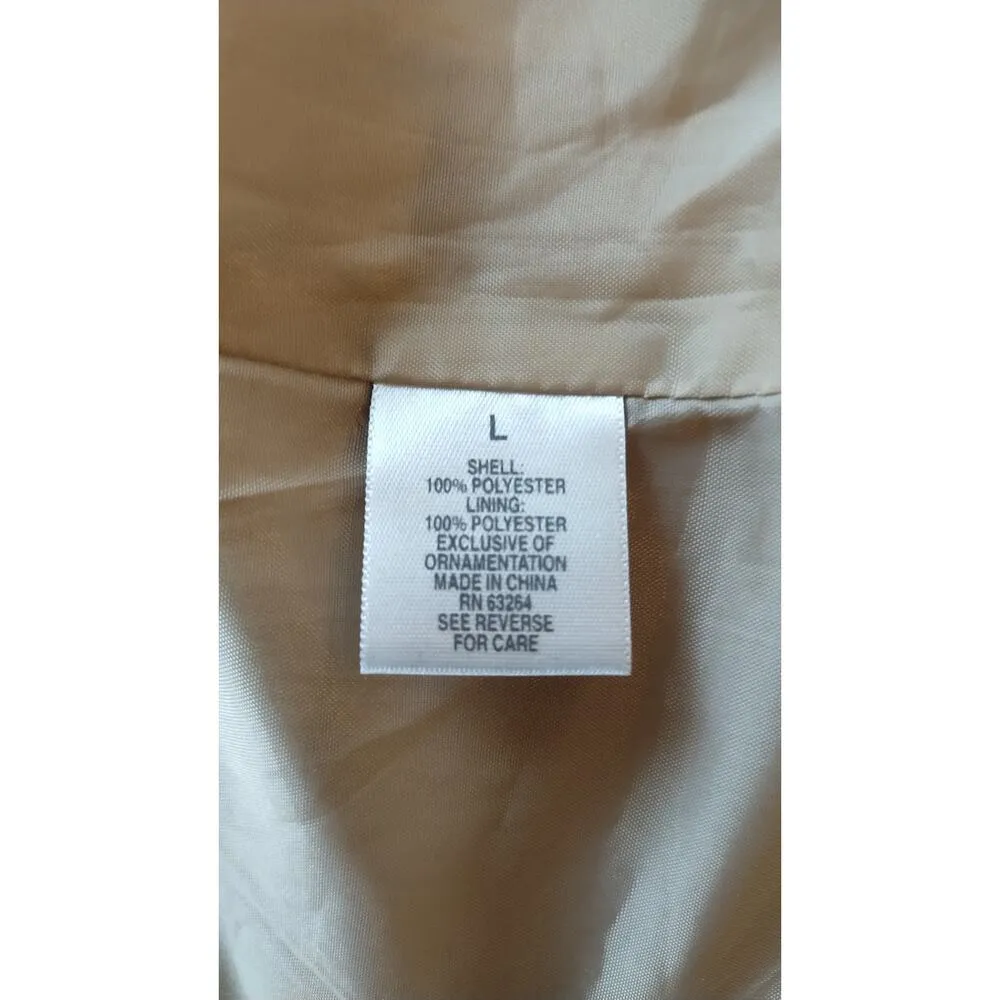 L
SHELL:
100% POLYESTER
LINING:
100% POLYESTER
EXCLUSIVE OF
ORNAMENTATION
MADE IN CHINA
RN 63264
SEE REVERSE
FOR CARE